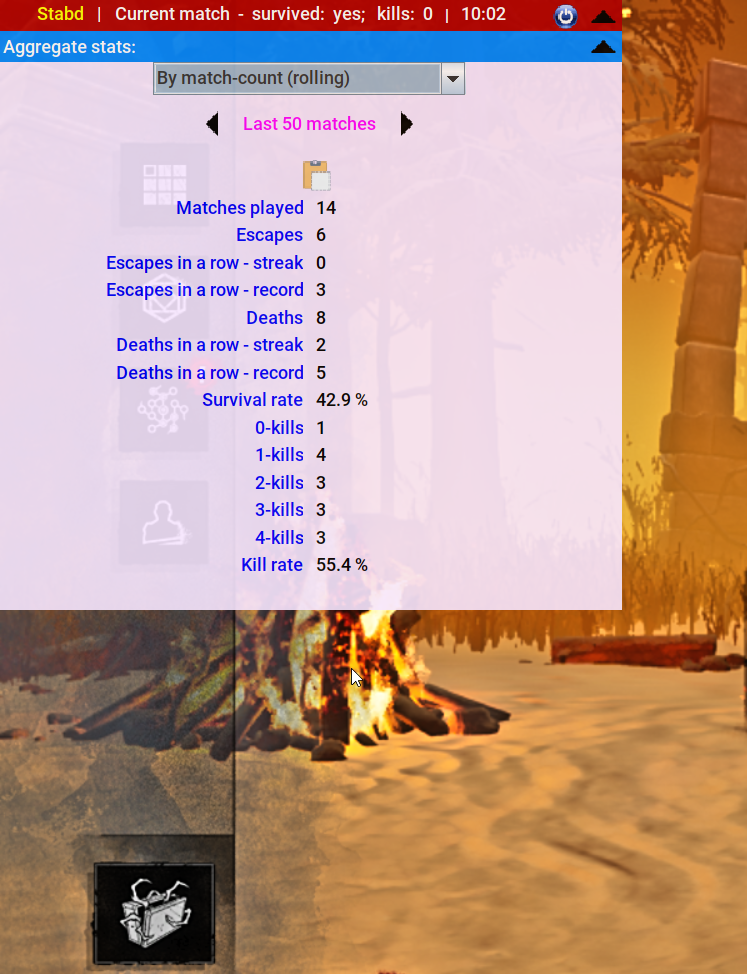 Stabd | Current match - survived: yes; kills: 0 | 10:02
Aggregate stats:
By match-count (rolling)
Last 50 matches
Matches played 14
Escapes 6
Escapes in a row - streak 0
Escapes in a row - record 3
Deaths 8
Deaths in a row - streak 2
Deaths in a row - record 5
Survival rate 42.9 %
0-kills 1
1-kills 4
2-kills 3
3-kills 3
4-kills 3
Kill rate 55.4 %